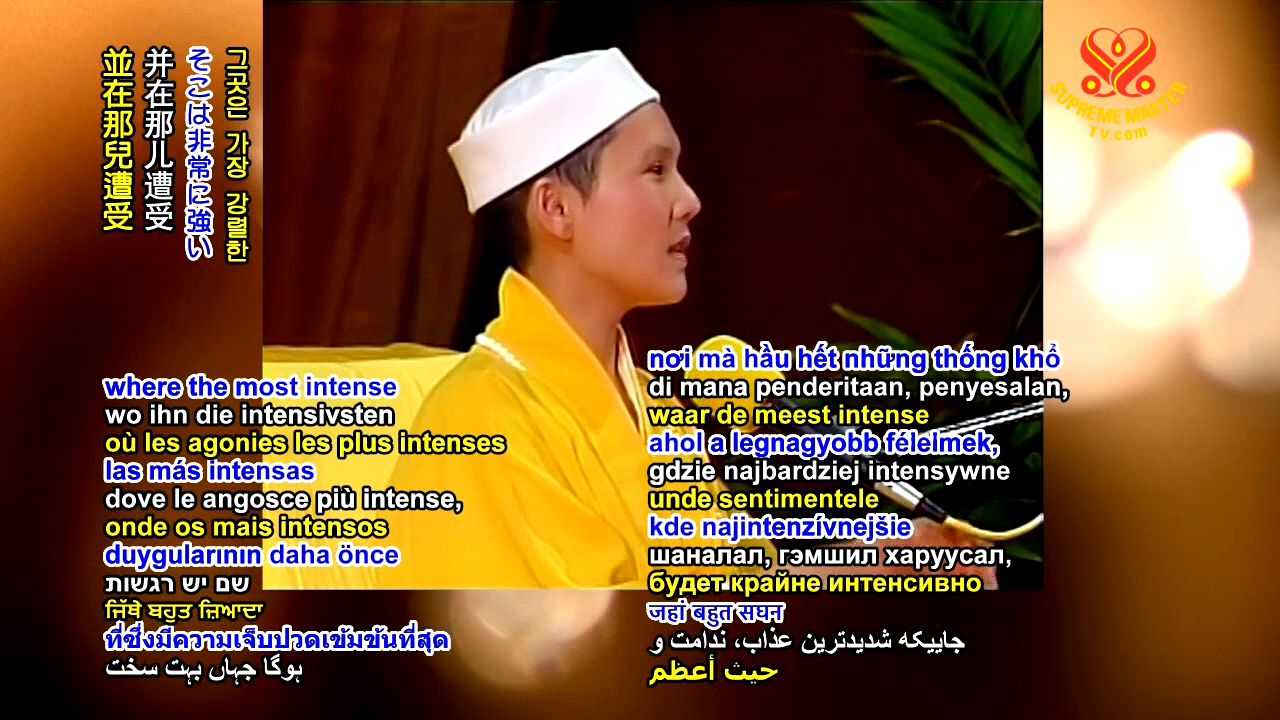 並在那兒遭受
并在那儿遭受
そこは非常に強い
그곳은 가장 강렬한
SUPREME MASTER
TV.com
where the most intense
wo ihn die intensivsten
où les agonies les plus intenses
las más intensas
dove le angosce più intense,
onde os mais intensos
duygularının daha önce
שם יש רגשות
ਜਿੱਥੇ ਬਹੁਤ ਜ਼ਿਆਦਾ
ที่ซึ่งมีความเจ็บปวดเข้มข้นที่สุด
ہوگا جہاں بہت سخت
nơi mà hầu hết những thống khổ
di mana penderitaan, penyesalan,
waar de meest intense
ahol a legnagyobb félelmek,
gdzie najbardziej intensywne
unde sentimentele
kde najintenzívnejšie
шаналал, гэмшил харуусал,
будет крайне интенсивно
जहां बहुत सघन
جاییکه شدیدترین عذاب، ندامت و
حيث أعظم